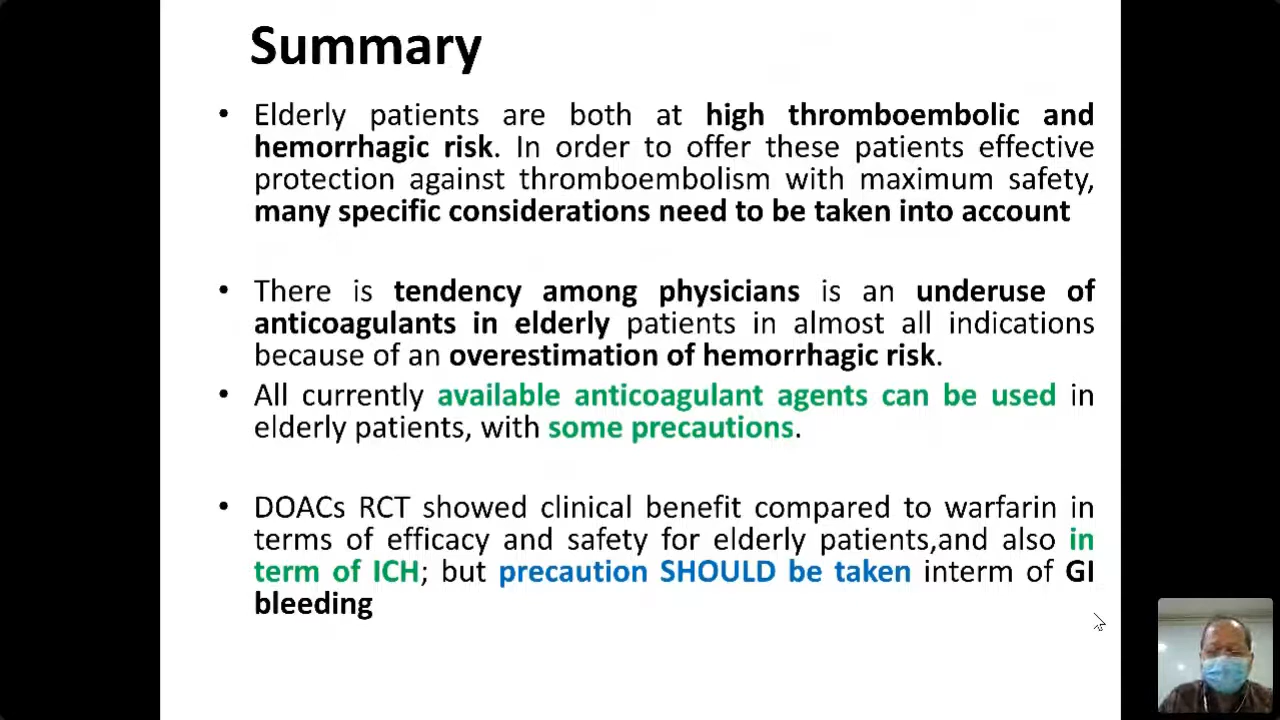 Summary
• Elderly patients are both at high thromboembolic and
hemorrhagic risk. In order to offer these patients effective
protection against thromboembolism with maximum safety,
many specific considerations need to be taken into account
• There is tendency among physicians is an underuse of
anticoagulants in elderly patients in almost all indications
because of an overestimation of hemorrhagic risk.
• All currently available anticoagulant agents can be used in
elderly patients, with some precautions.
• DOACs RCT showed clinical benefit compared to warfarin in
terms of efficacy and safety for elderly patients,and also in
term of ICH; but precaution SHOULD be taken interm of GI
bleeding